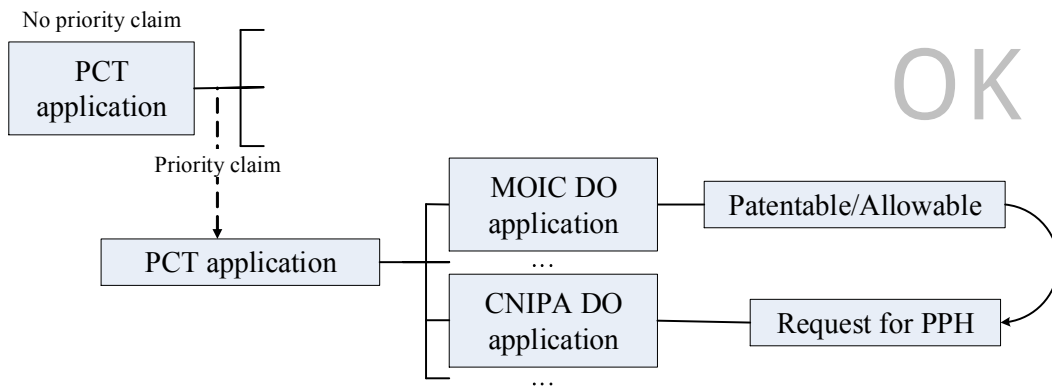 No priority claim
PCT
application
OK
Priority claim
PCT application
MOIC DO
application
Patentable/Allowable
...
CNIPA DO
application
Request for PPH
...